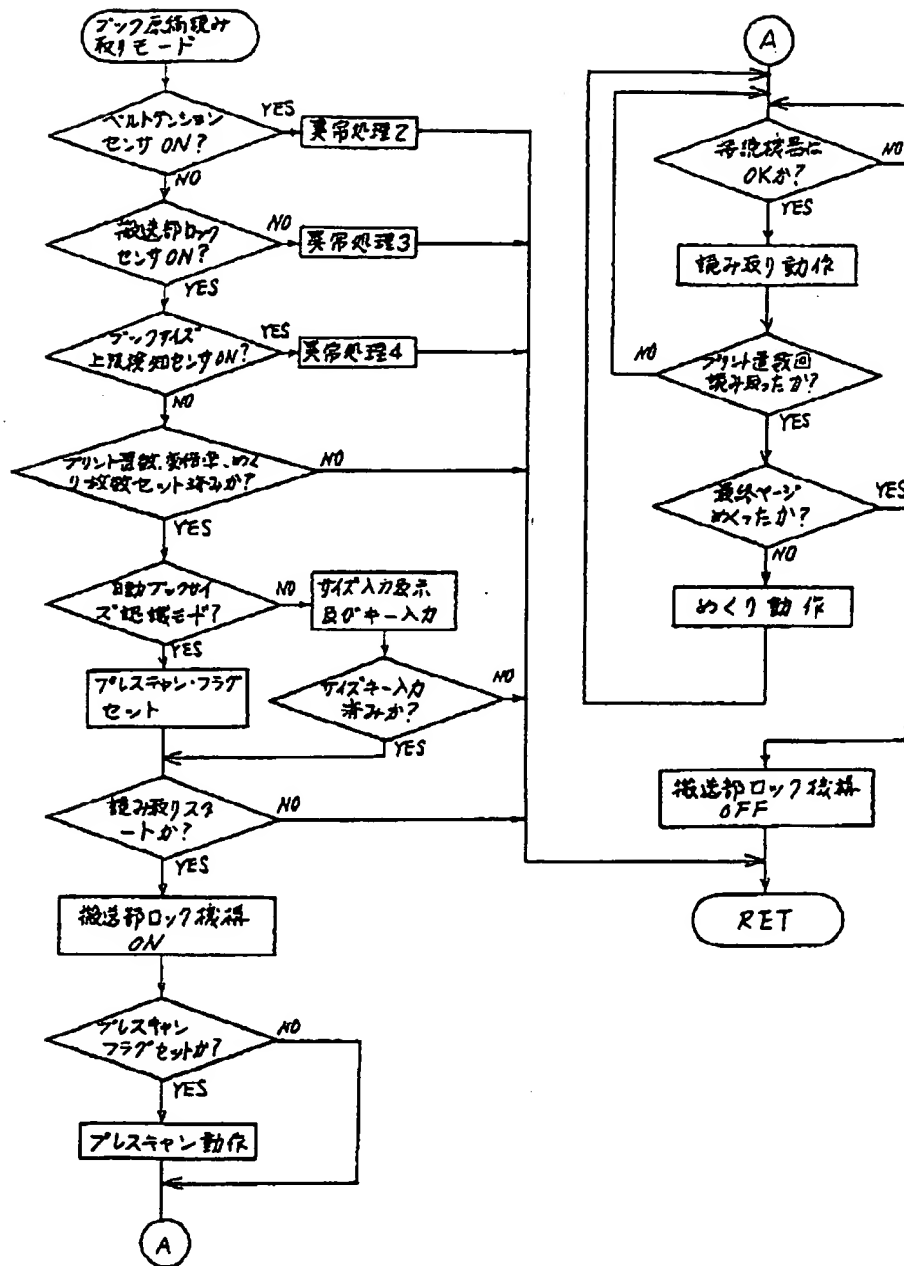 ブック原稿読み
取りモード
ベルトテンション
センサON?
YES
異常処理2
NO
搬送部ロック
センサON?
NO
異常処理3
YES
ブックサイズ
上限検知センサON?
YES
異常処理4
NO
プリント置数、変倍率、めく
り枚数セット済みか?
NO
YES
自動ブックサイ
ズ認識モード?
NO
サイズ入力表示
及びキー入力
YES
プレスキャン・フラグ
セット
サイズキー入力
済みか?
NO
YES
読み取りスタ
ートか?
NO
YES
搬送部ロック機構
ON
プレスキャン
フラグセットか?
NO
YES
プレスキャン動作
A
A
接続機器は
OKか?
NO
YES
読み取り動作
プリント置数回
読み取ったか?
NO
YES
最終ページ
めくったか?
YES
NO
めくり動作
搬送部ロック機構
OFF
RET